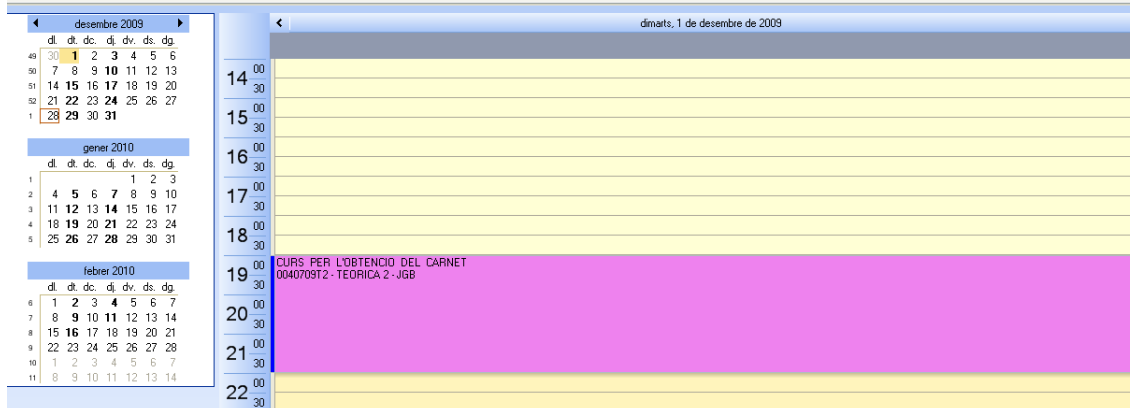 desembre 2009
dl. dt. dc. dj. dv. ds. dg.
49 30 1 2 3 4 5 6
50 7 8 9 10 11 12 13
51 14 15 16 17 18 19 20
52 21 22 23 24 25 26 27
1 28 29 30 31
gener 2010
dl. dt. dc. dj. dv. ds. dg.
1 1 2 3
2 4 5 6 7 8 9 10
3 11 12 13 14 15 16 17
4 18 19 20 21 22 23 24
5 25 26 27 28 29 30 31
febrer 2010
dl. dt. dc. dj. dv. ds. dg.
6 1 2 3 4 5 6 7
7 8 9 10 11 12 13 14
8 15 16 17 18 19 20 21
9 22 23 24 25 26 27 28
10 1 2 3 4 5 6 7
11 8 9 10 11 12 13 14
dimarts, 1 de desembre de 2009
14 00
30
15 00
30
16 00
30
17 00
30
18 00
30
19 00
30
20 00
30
21 00
30
22 00
30
CURS PER L'OBTENCIO DEL CARNET
0040709T2 - TEORICA 2 - JGB